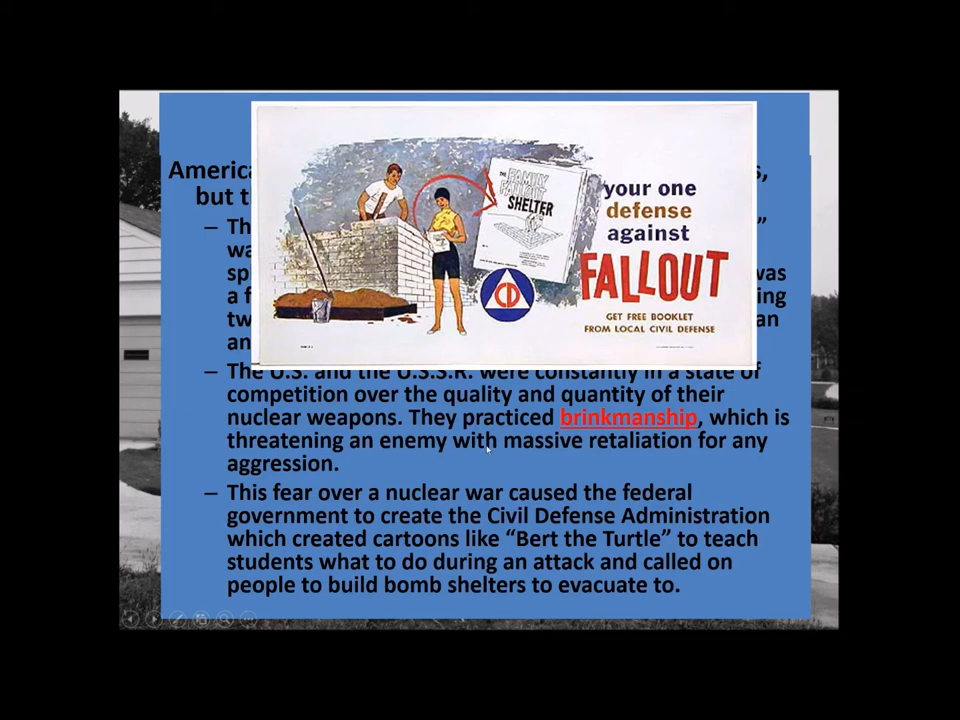 America
s,
but t
– Th
”
wa
sp
was
a f
ing
tw
an
an
THE
FAMILY
FALLOUT
SHELTER
CD
your one
defense
against
FALLOUT
GET FREE BOOKLET
FROM LOCAL CIVIL DEFENSE
– The U.S. and the U.S.S.R. were constantly in a state of
competition over the quality and quantity of their
nuclear weapons. They practiced brinkmanship, which is
threatening an enemy with massive retaliation for any
aggression.
– This fear over a nuclear war caused the federal
government to create the Civil Defense Administration
which created cartoons like “Bert the Turtle” to teach
students what to do during an attack and called on
people to build bomb shelters to evacuate to.